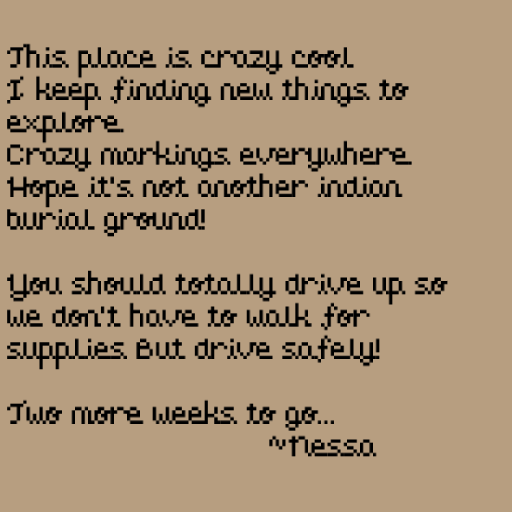 This place is crazy cool
I keep finding new things to
explore.
Crazy markings everywhere.
Hope it's not another indian
burial ground!
You should totally drive up so
we don't have to walk for
supplies. But drive safely!
Two more weeks to go...
~Nessa